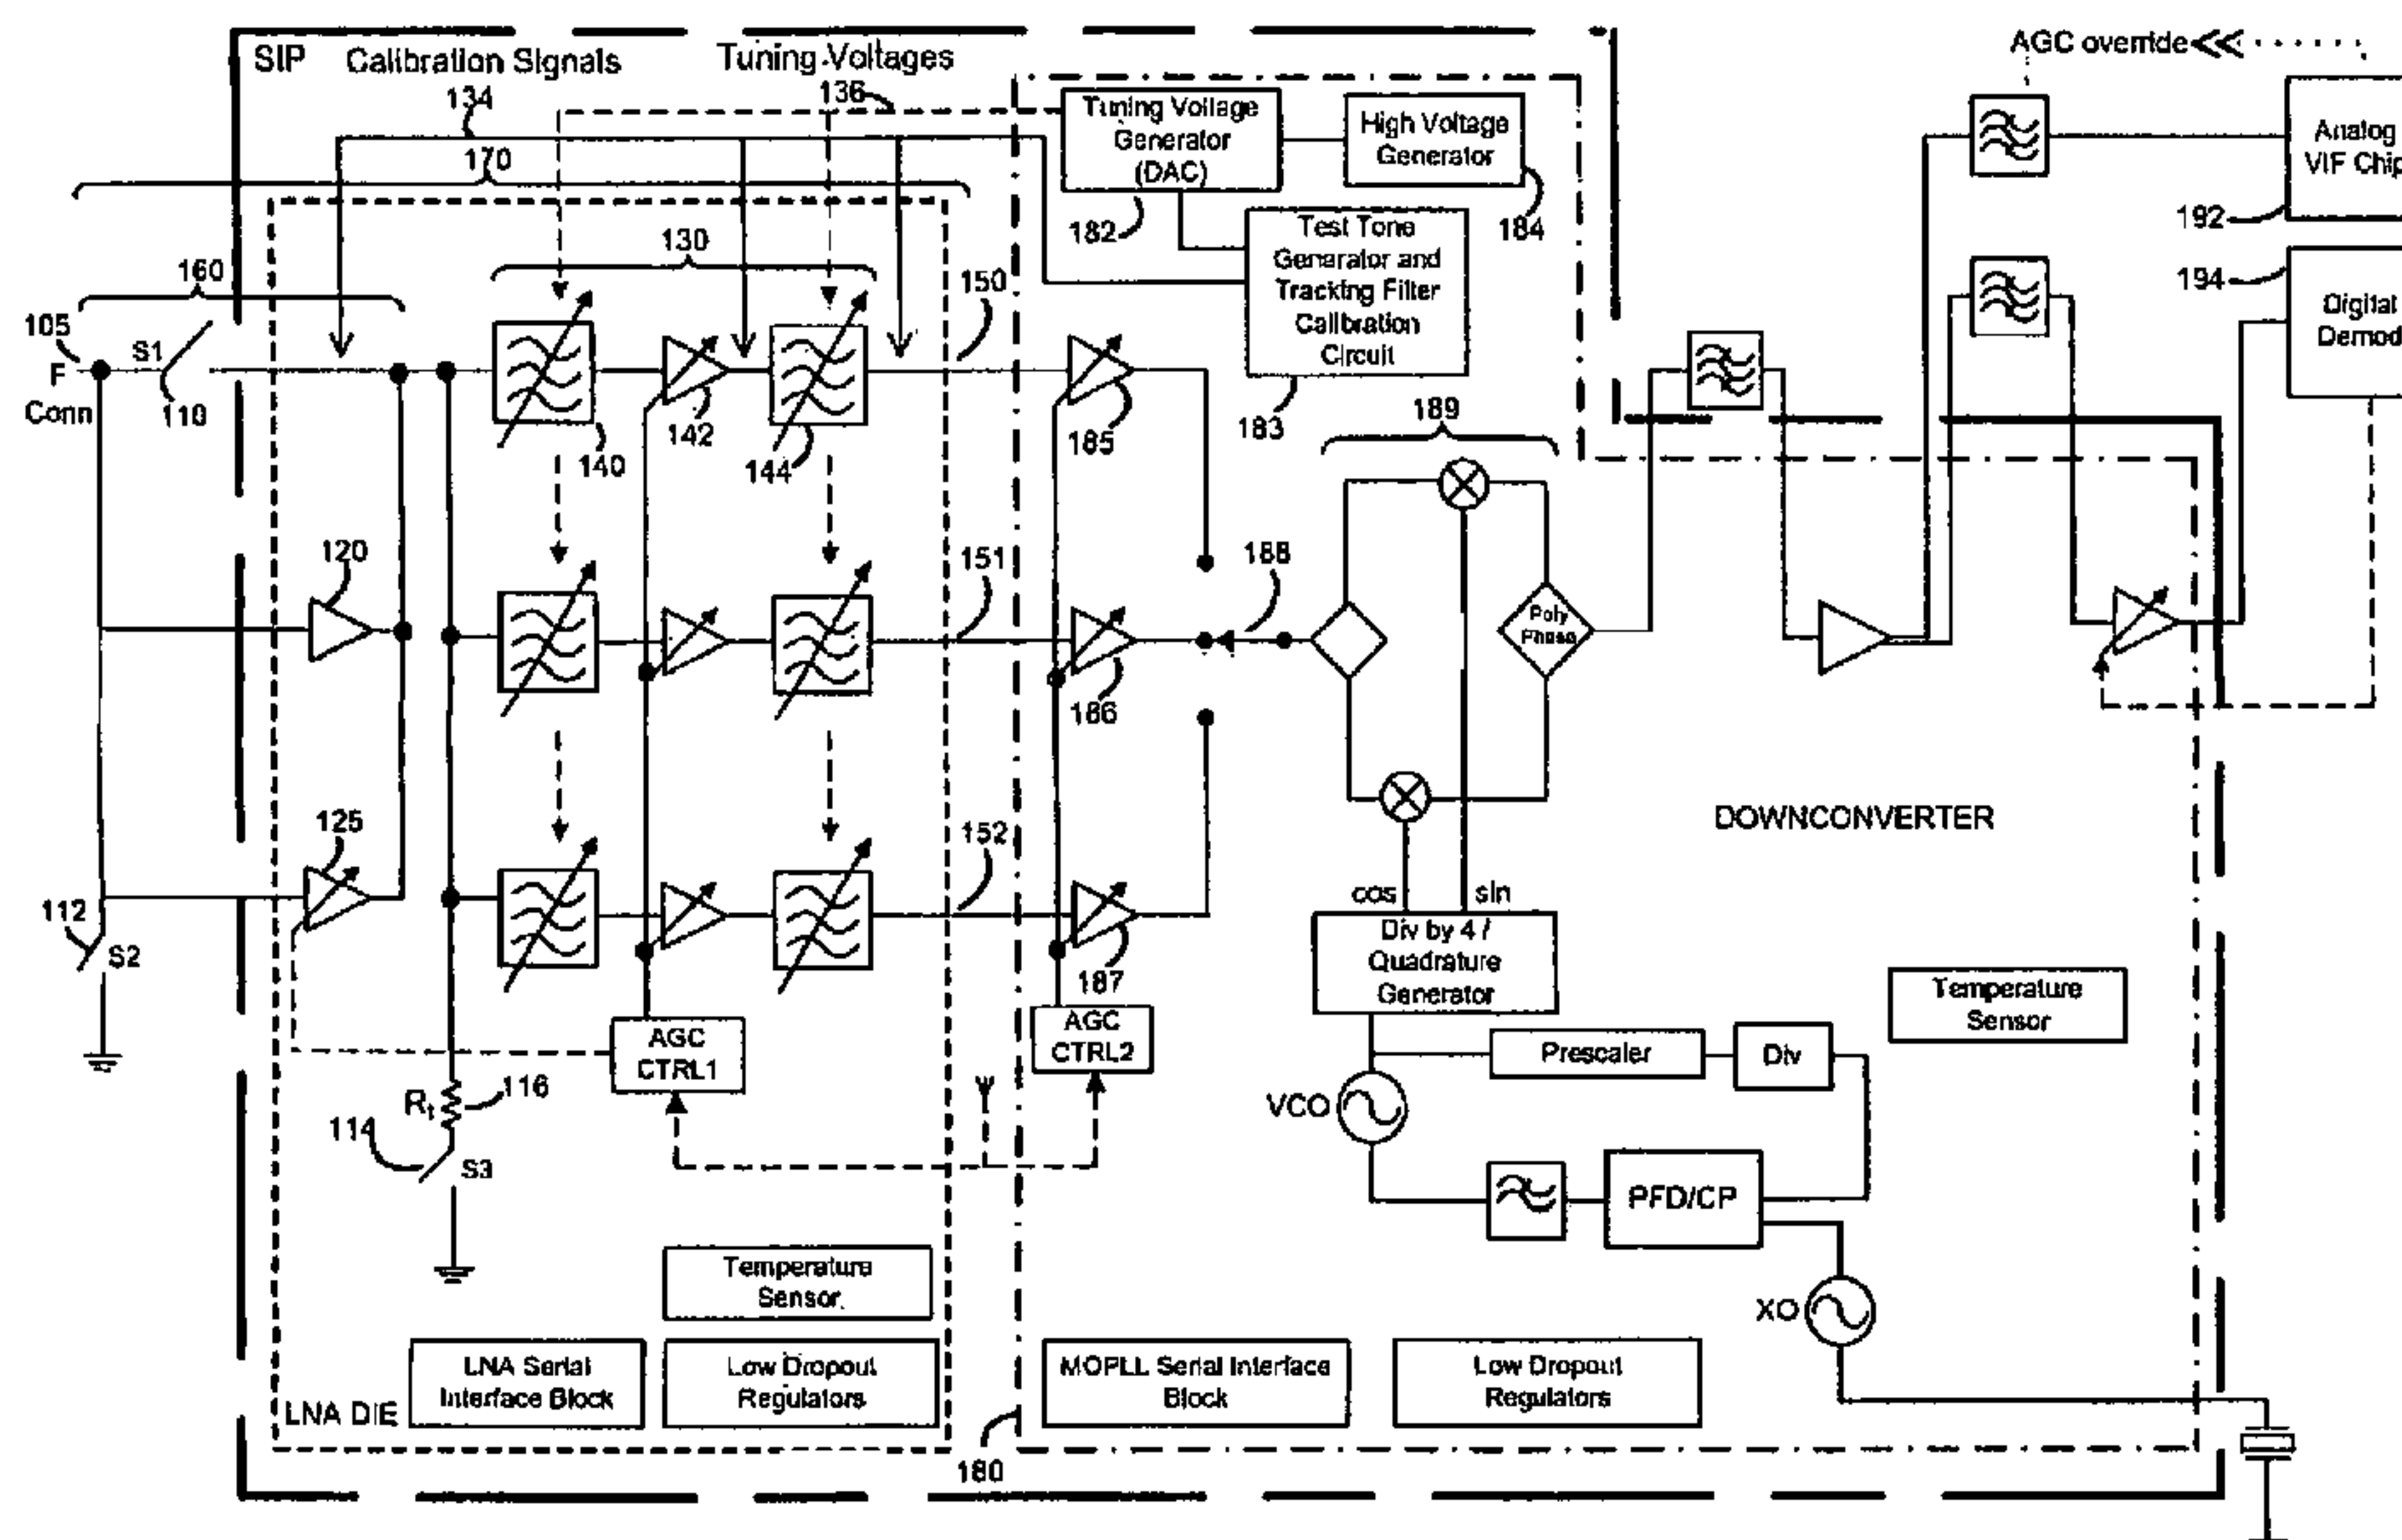 SIP Calibration Signals Tuning Voltages
AGC override
134
136
170
Tuning Voltage
Generator
(DAC)
High Voltage
Generator
Analog
VIF Chip
182
184
192
Test Tone
Generator and
Tracking Filter
Calibration
Circuit
183
194
Digital
Demod
160
130
150
105
F
Conn
S1
110
140
142
144
185
189
120
151
188
186
Poly
Phase
DOWNCONVERTER
125
152
112
S2
187
cos
sin
Div by 4 /
Quadrature
Generator
Temperature
Sensor
AGC
CTRL1
AGC
CTRL2
Prescaler
Div
VCO
Rt
116
114
S3
PFD/CP
XO
Temperature
Sensor
LNA DIE
LNA Serial
Interface Block
Low Dropout
Regulators
MOPLL Serial Interface
Block
Low Dropout
Regulators
180